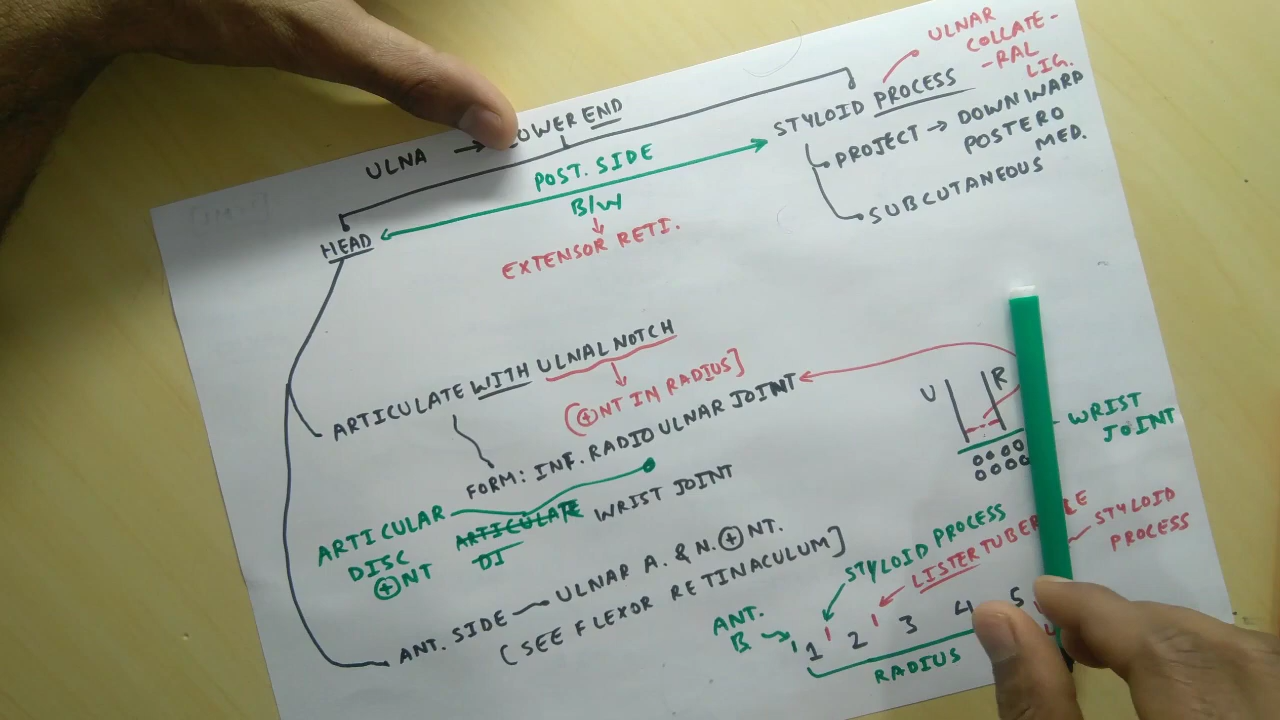 ULNA → LOWER END
ULNAR
COLLATE-
-RAL
LIG.
STYLOID PROCESS
PROJECT → DOWNWARD
POSTERO
MED.
SUBCUTANEOUS
POST. SIDE
B/W
EXTENSOR RETI.
HEAD
ARTICULATE WITH ULNAL NOTCH
(+NT IN RADIUS]
FORM: INF. RADIO ULNAR JOINT
ARTICULAR
DISC
+NT
ARTICULATE WRIST JOINT
DI
U R
WRIST
JOINT
ANT. SIDE — ULNAR A. & N. +NT.
(SEE FLEXOR RETINACULUM]
STYLOID PROCESS
LISTER
STYLOID
PROCESS
ANT.
B.
1 2 3 4 5
RADIUS